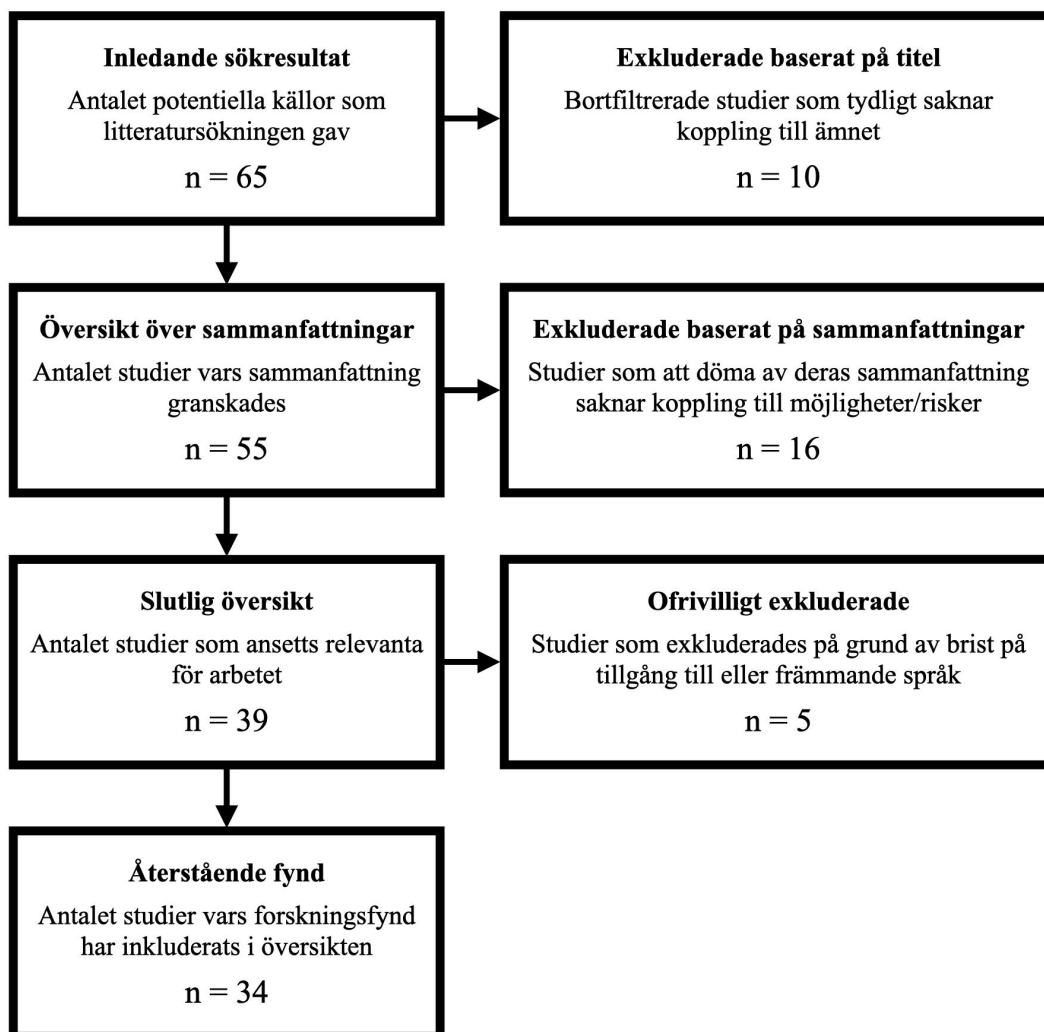 Inledande sökresultat
Antalet potentiella källor som
litteratursökningen gav
n = 65
Exkluderade baserat på titel
Bortfiltrerade studier som tydligt saknar
koppling till ämnet
n = 10
Översikt över sammanfattningar
Antalet studier vars sammanfattning
granskades
n = 55
Exkluderade baserat på sammanfattningar
Studier som att döma av deras sammanfattning
saknar koppling till möjligheter/risker
n = 16
Slutlig översikt
Antalet studier som ansetts relevanta
för arbetet
n = 39
Ofrivilligt exkluderade
Studier som exkluderades på grund av brist på
tillgång till eller främmande språk
n = 5
Återstående fynd
Antalet studier vars forskningsfynd
har inkluderats i översikten
n = 34